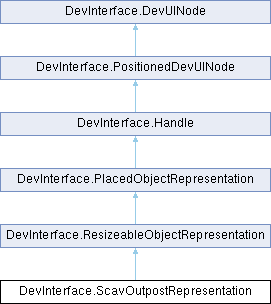 DevInterface.DevUINode
DevInterface.PositionedDevUINode
DevInterface.Handle
DevInterface.PlacedObjectRepresentation
DevInterface.ResizeableObjectRepresentation
DevInterface.ScavOutpostRepresentation